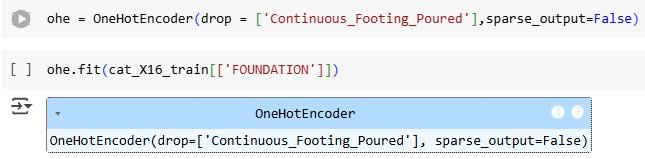 ohe = OneHotEncoder(drop = ['Continuous_Footing_Poured'],sparse_output=False)
[ ] ohe.fit(cat_X16_train[['FOUNDATION']])
OneHotEncoder
OneHotEncoder(drop=['Continuous_Footing_Poured'], sparse_output=False)